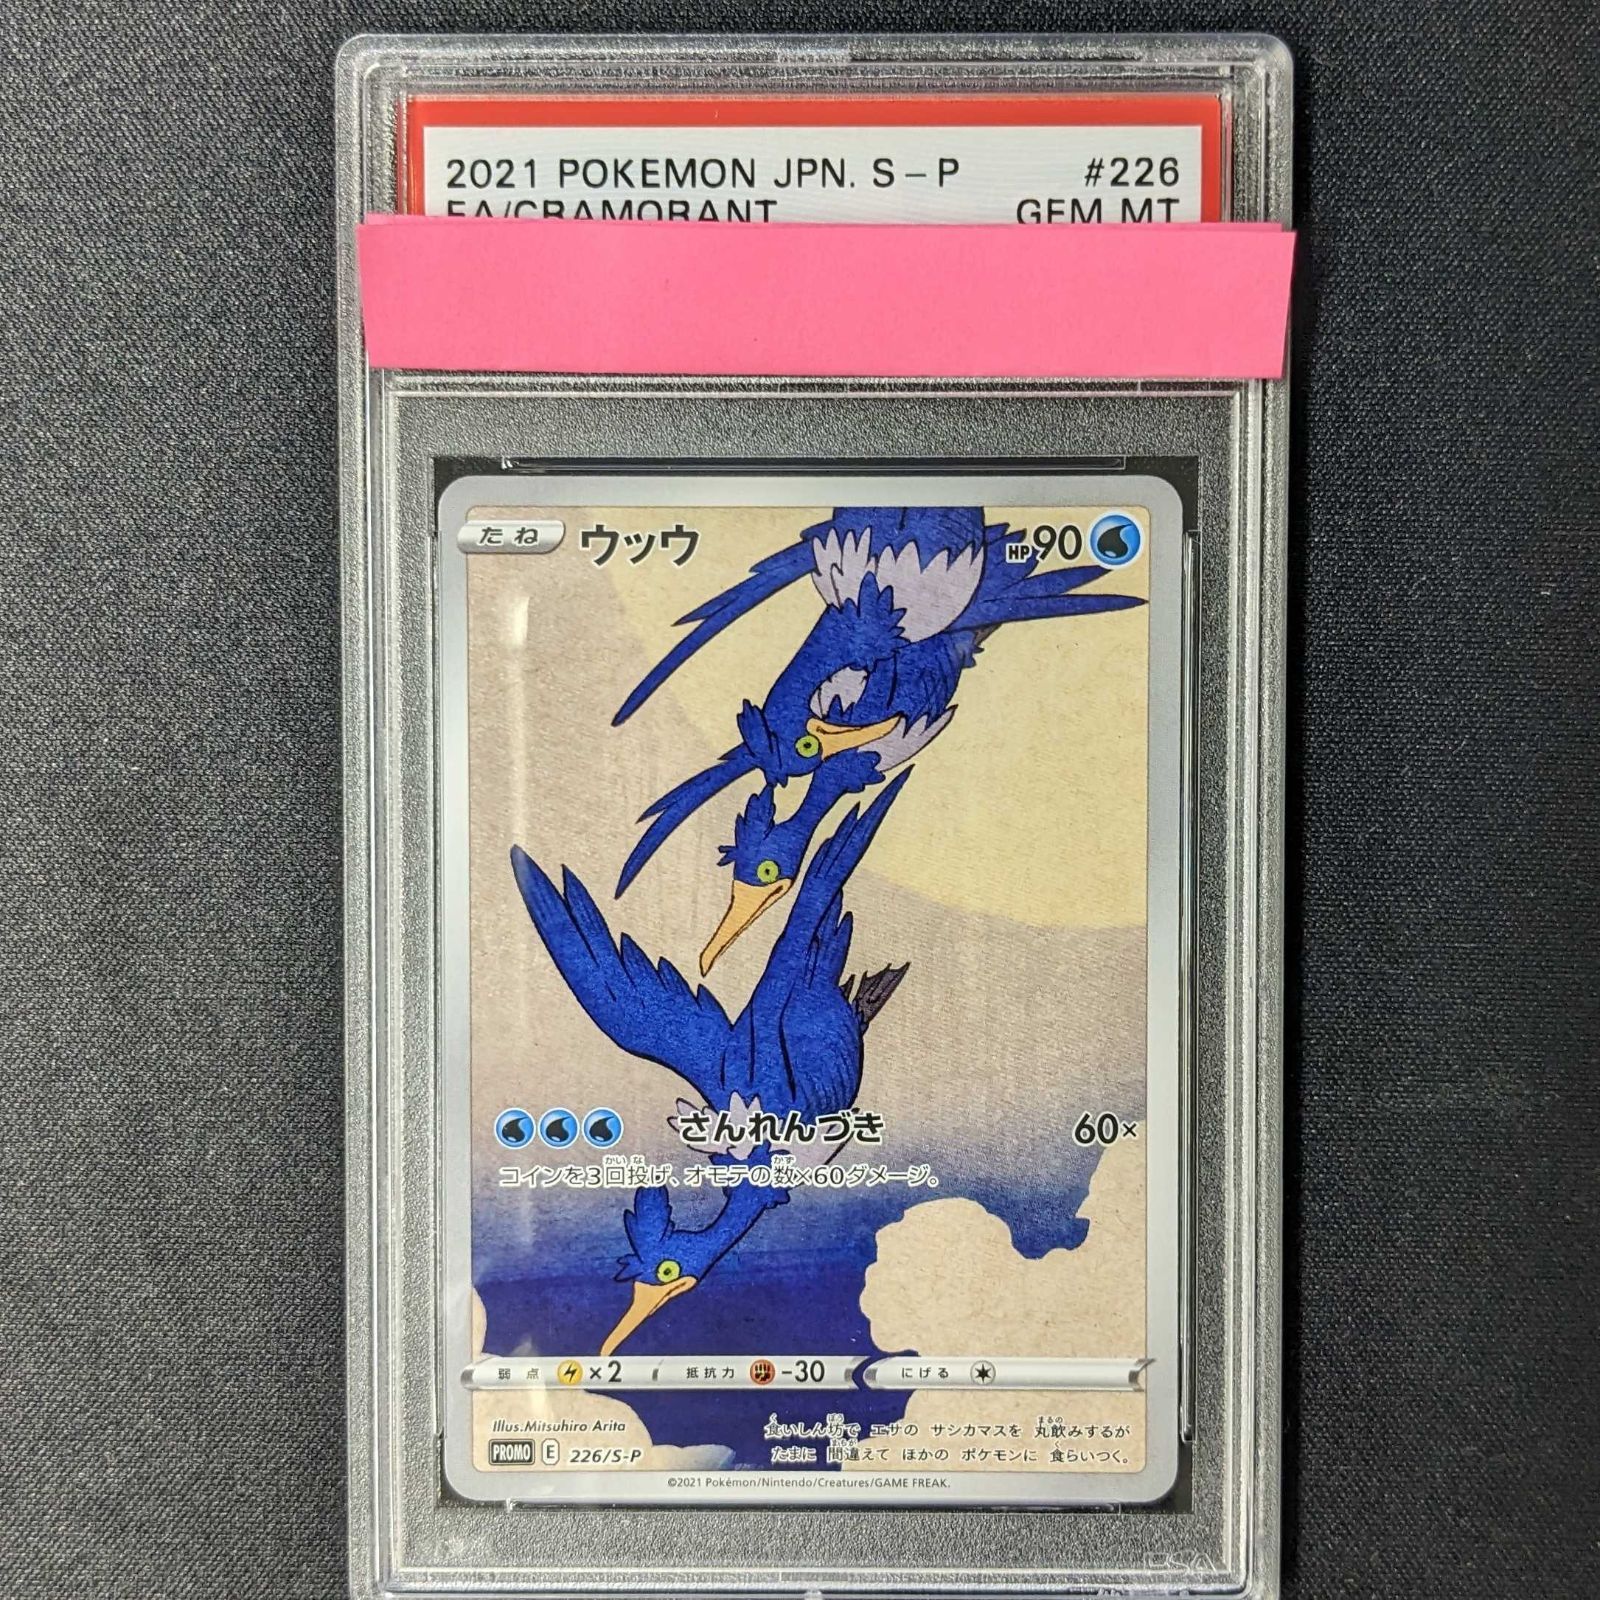 2021 POKEMON JPN. S-P #226
FA/CRAMORANT GEM MT
たね ウッウ HP90
さんれんづき 60×
コインを3回投げ、オモテの数×60ダメージ。
弱点 ×2 抵抗力 -30 にげる
Illus.Mitsuhiro Arita
食いしん坊で エサの サシカマスを 丸飲みするが
たまに 間違えて ほかの ポケモンに 食らいつく。
PROMO E 226/S-P
©2021 Pokémon/Nintendo/Creatures/GAME FREAK.